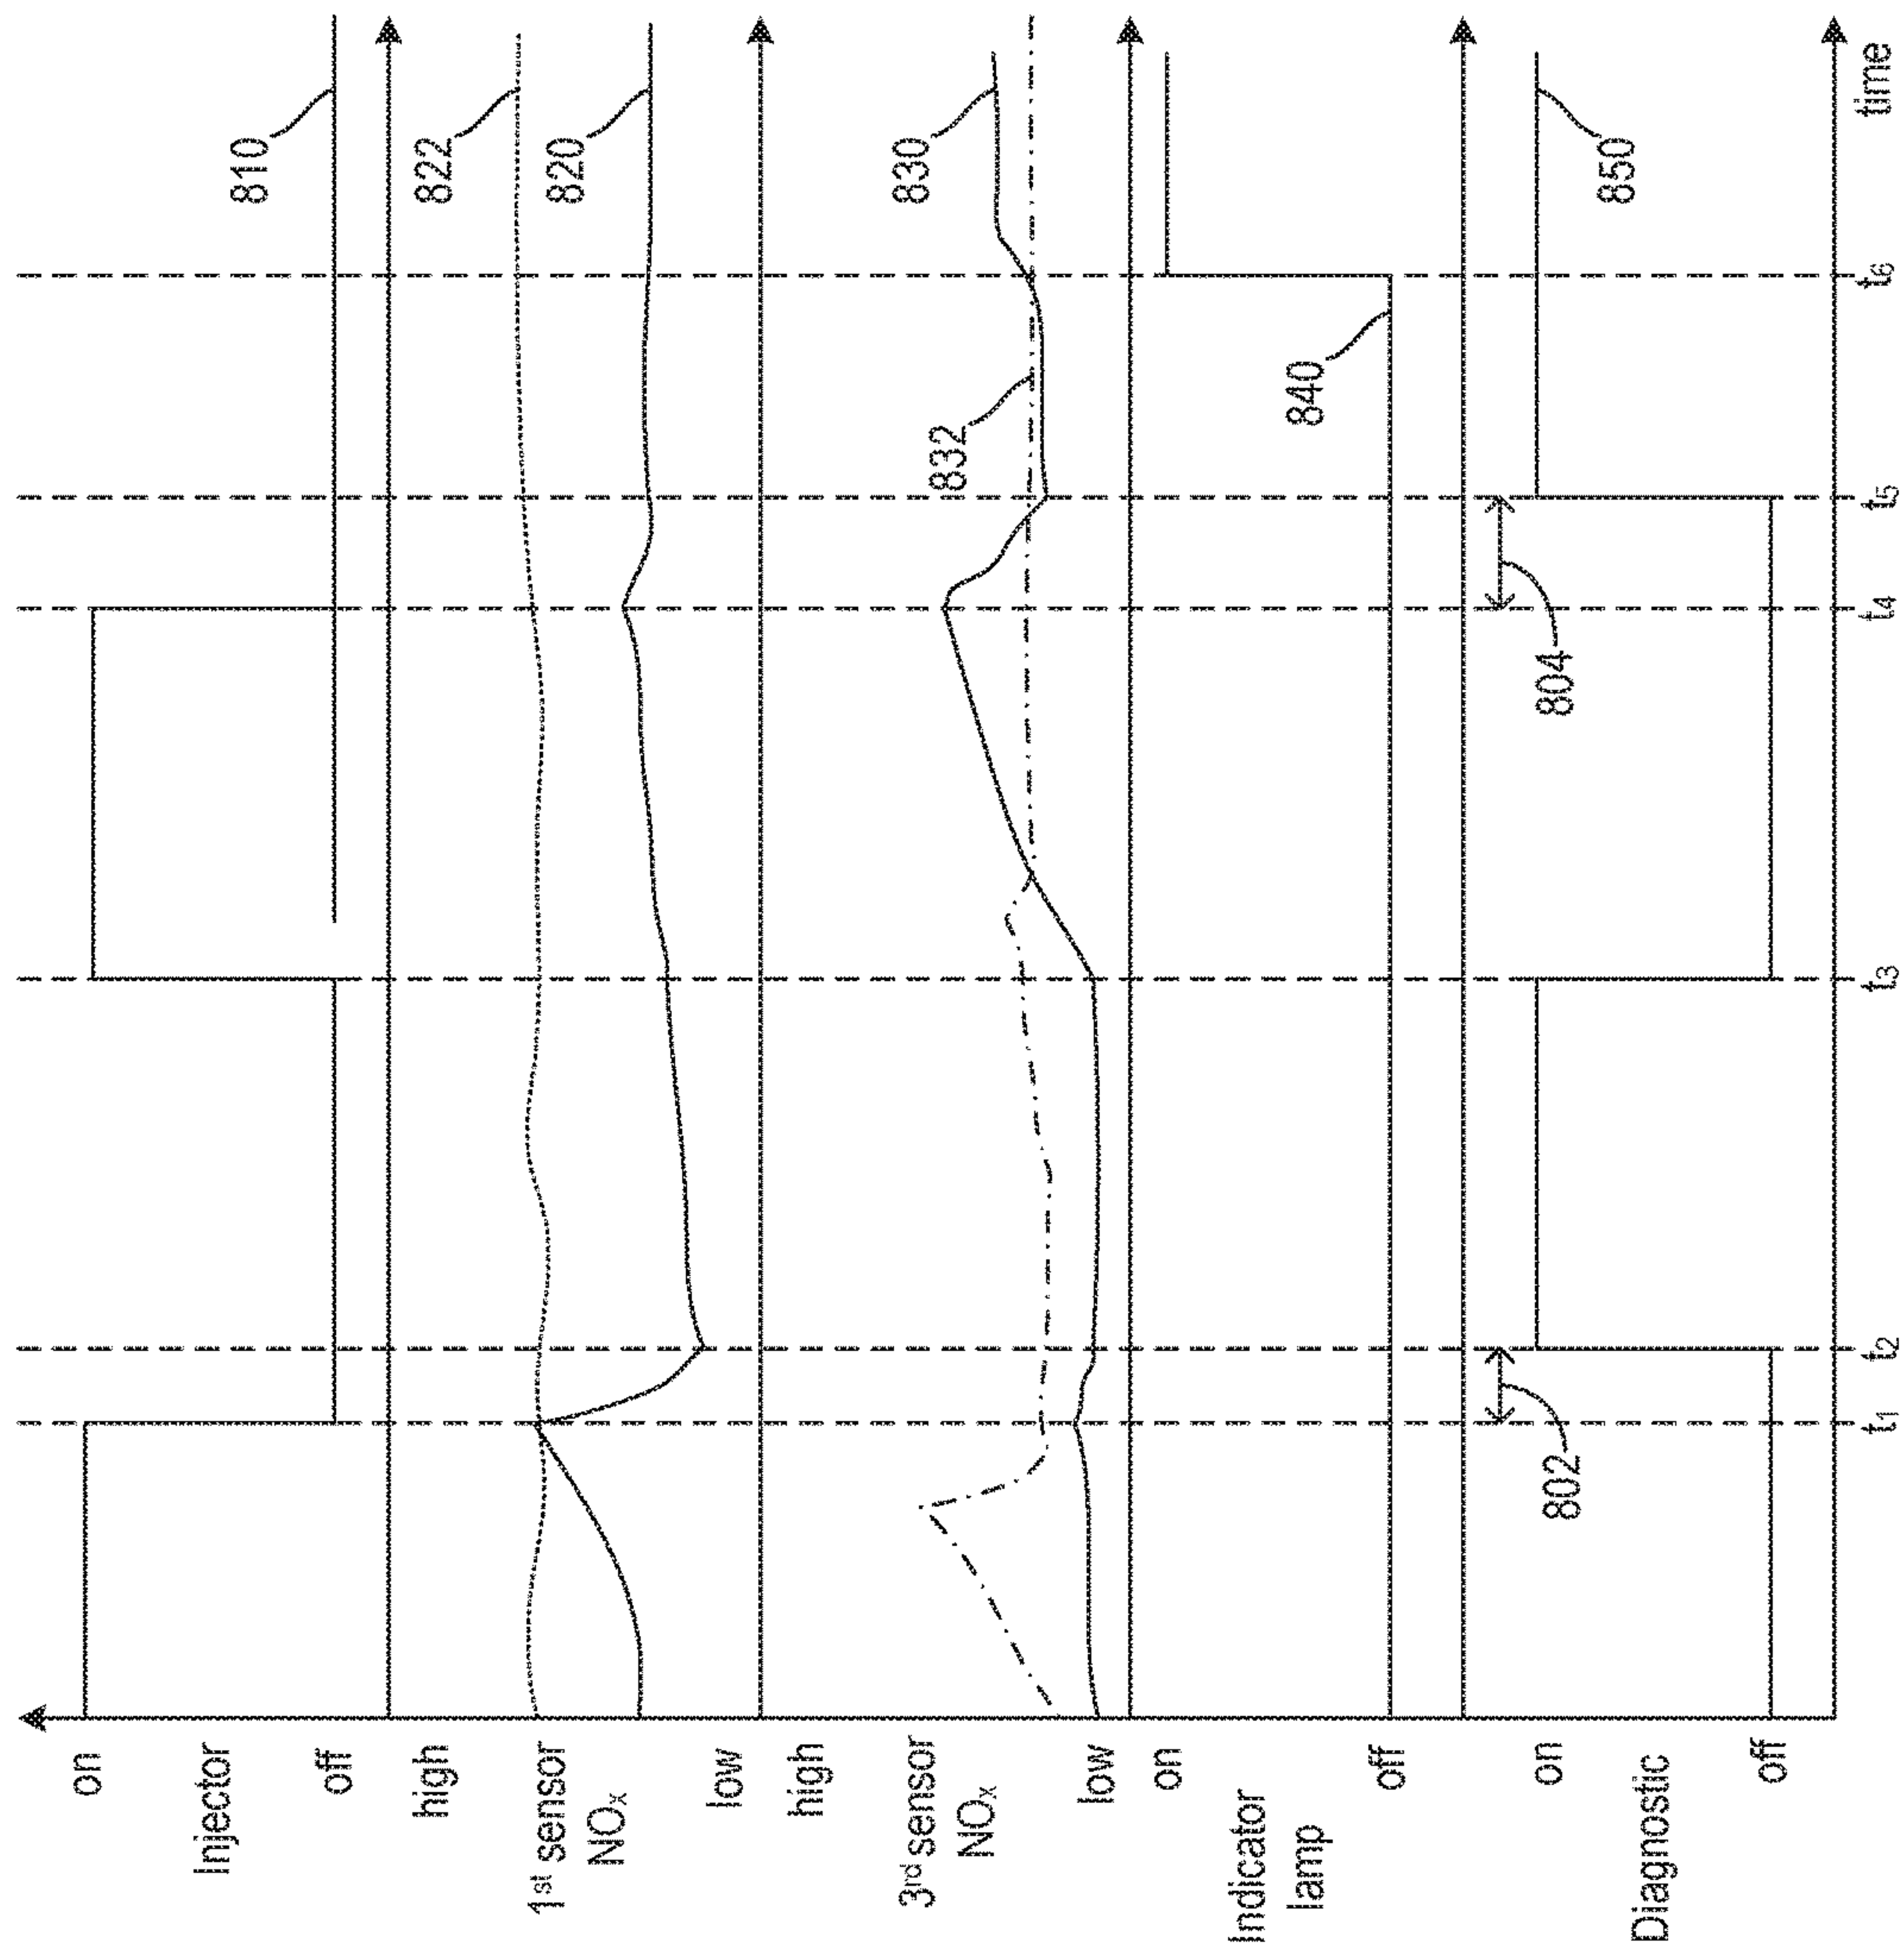 on
Injector
off
810
high
1st sensor
NOx
low
822
820
high
3rd sensor
NOx
low
830
832
on
Indicator
lamp
off
840
on
Diagnostic
off
802
804
850
t1
t2
t3
t4
t5
t6
time